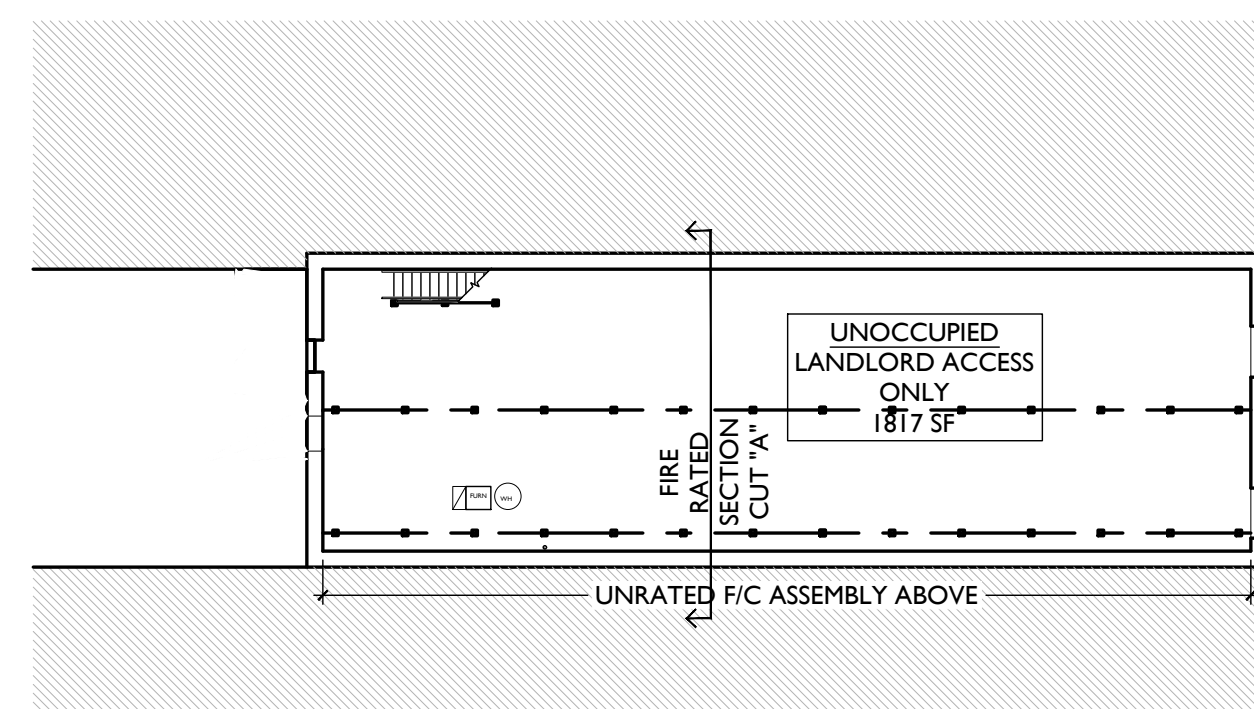 UNOCCUPIED
LANDLORD ACCESS
ONLY
1817 SF
FIRE
RATED
SECTION
CUT "A"
FURN
WH
UNRATED F/C ASSEMBLY ABOVE